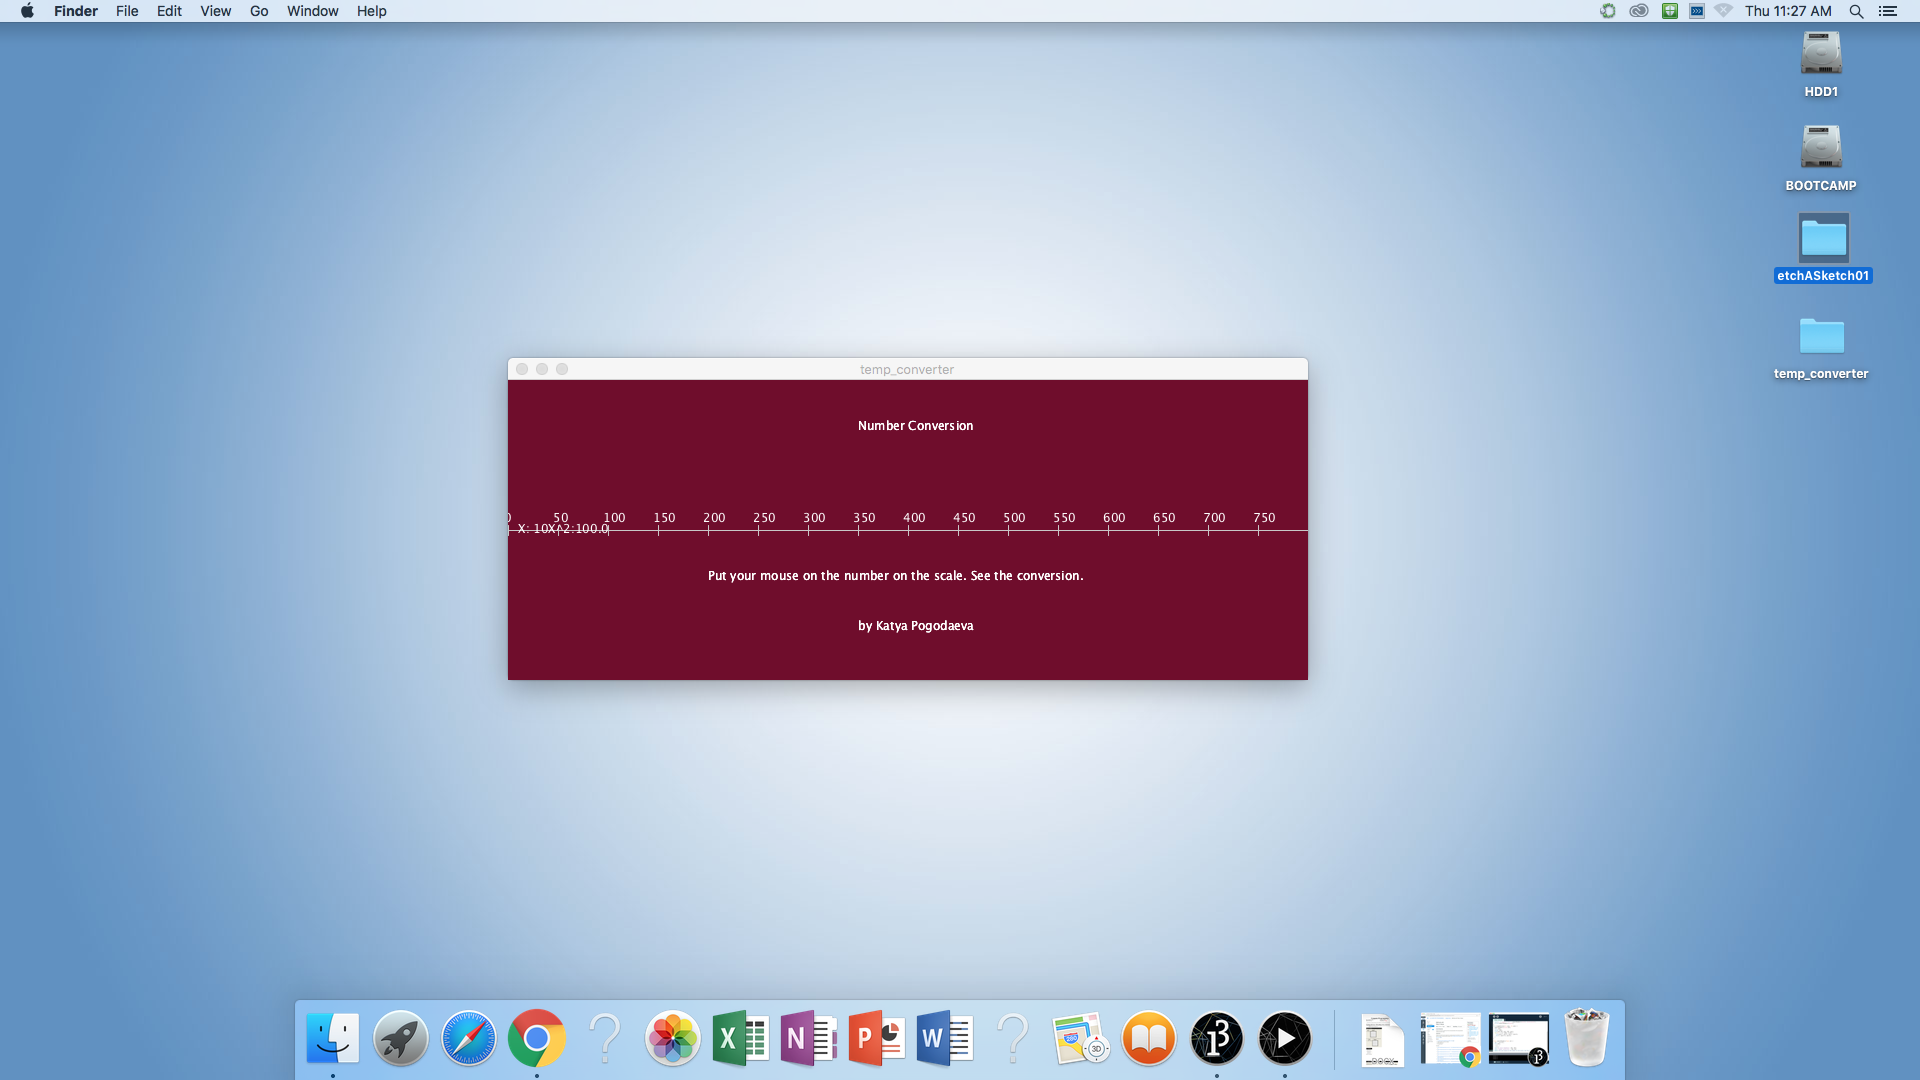 Finder File Edit View Go Window Help Thu 11:27 AM
HDD1
BOOTCAMP
etchASketch01
temp_converter
temp_converter
Number Conversion
0 50 100 150 200 250 300 350 400 450 500 550 600 650 700 750
X: 10X^2:100.0
Put your mouse on the number on the scale. See the conversion.
by Katya Pogodaeva